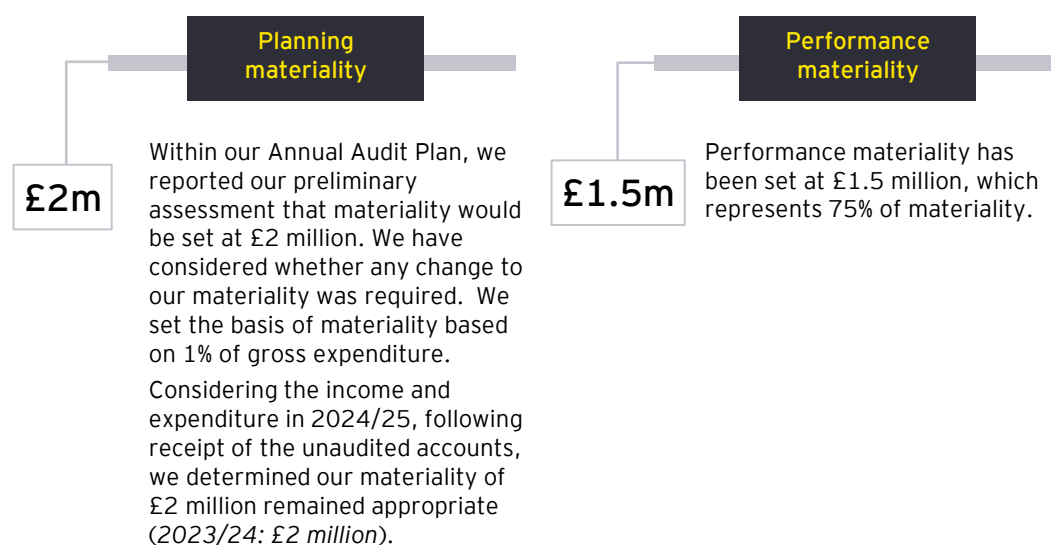 Planning
materiality
£2m
Within our Annual Audit Plan, we
reported our preliminary
assessment that materiality would
be set at £2 million. We have
considered whether any change to
our materiality was required.  We
set the basis of materiality based
on 1% of gross expenditure.
Considering the income and
expenditure in 2024/25, following
receipt of the unaudited accounts,
we determined our materiality of
£2 million remained appropriate
(2023/24: £2 million).
Performance
materiality
£1.5m
Performance materiality has
been set at £1.5 million, which
represents 75% of materiality.